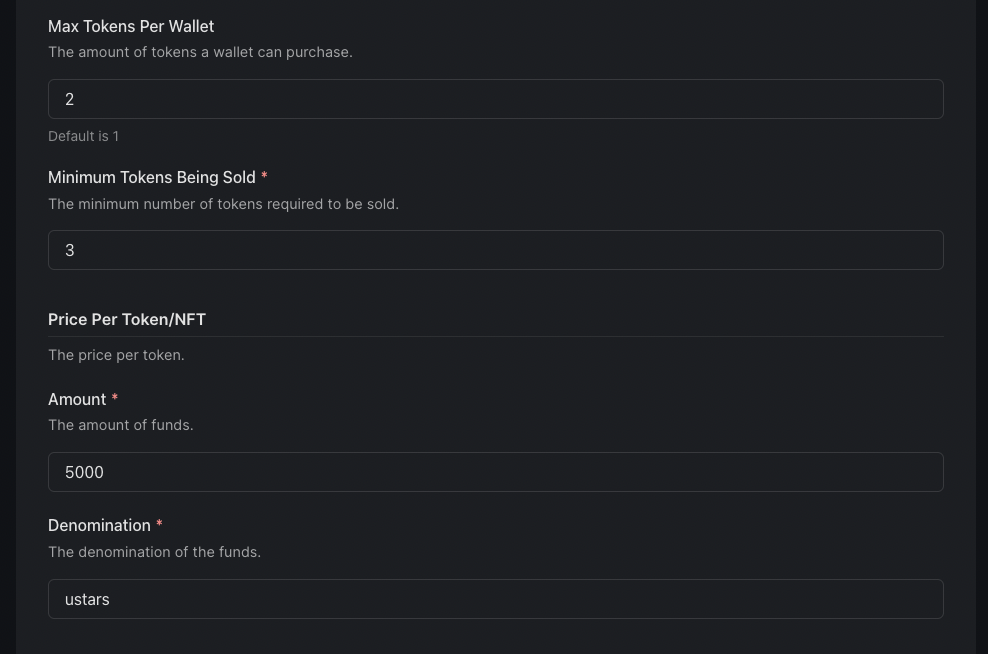 Max Tokens Per Wallet
The amount of tokens a wallet can purchase.
2
Default is 1
Minimum Tokens Being Sold *
The minimum number of tokens required to be sold.
3
Price Per Token/NFT
The price per token.
Amount *
The amount of funds.
5000
Denomination *
The denomination of the funds.
ustars